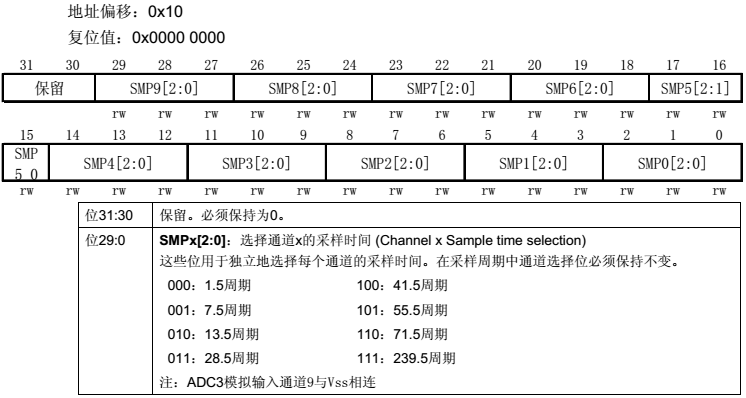 地址偏移：0x10
复位值：0x0000 0000
31 30 29 28 27 26 25 24 23 22 21 20 19 18 17 16
保留 SMP9[2:0] SMP8[2:0] SMP7[2:0] SMP6[2:0] SMP5[2:1]
rw rw rw rw rw rw rw rw rw rw rw rw rw rw
15 14 13 12 11 10 9 8 7 6 5 4 3 2 1 0
SMP 5_0 SMP4[2:0] SMP3[2:0] SMP2[2:0] SMP1[2:0] SMP0[2:0]
rw rw rw rw rw rw rw rw rw rw rw rw rw rw rw rw
位31:30 保留。必须保持为0。
位29:0 SMPx[2:0]：选择通道x的采样时间 (Channel x Sample time selection)
这些位用于独立地选择每个通道的采样时间。在采样周期中通道选择位必须保持不变。
000：1.5周期 100：41.5周期
001：7.5周期 101：55.5周期
010：13.5周期 110：71.5周期
011：28.5周期 111：239.5周期
注：ADC3模拟输入通道9与Vss相连